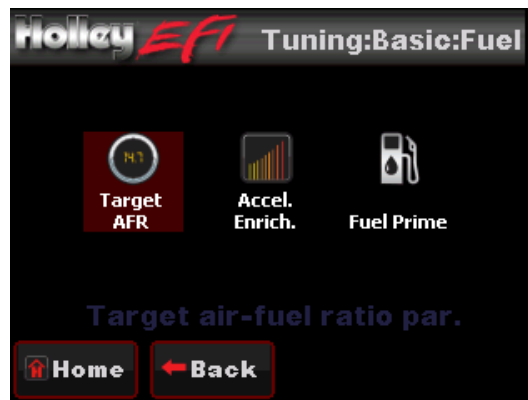 Holley EFI Tuning:Basic:Fuel
14.7
Target
AFR
Accel.
Enrich.
Fuel Prime
Target air-fuel ratio par.
Home
Back